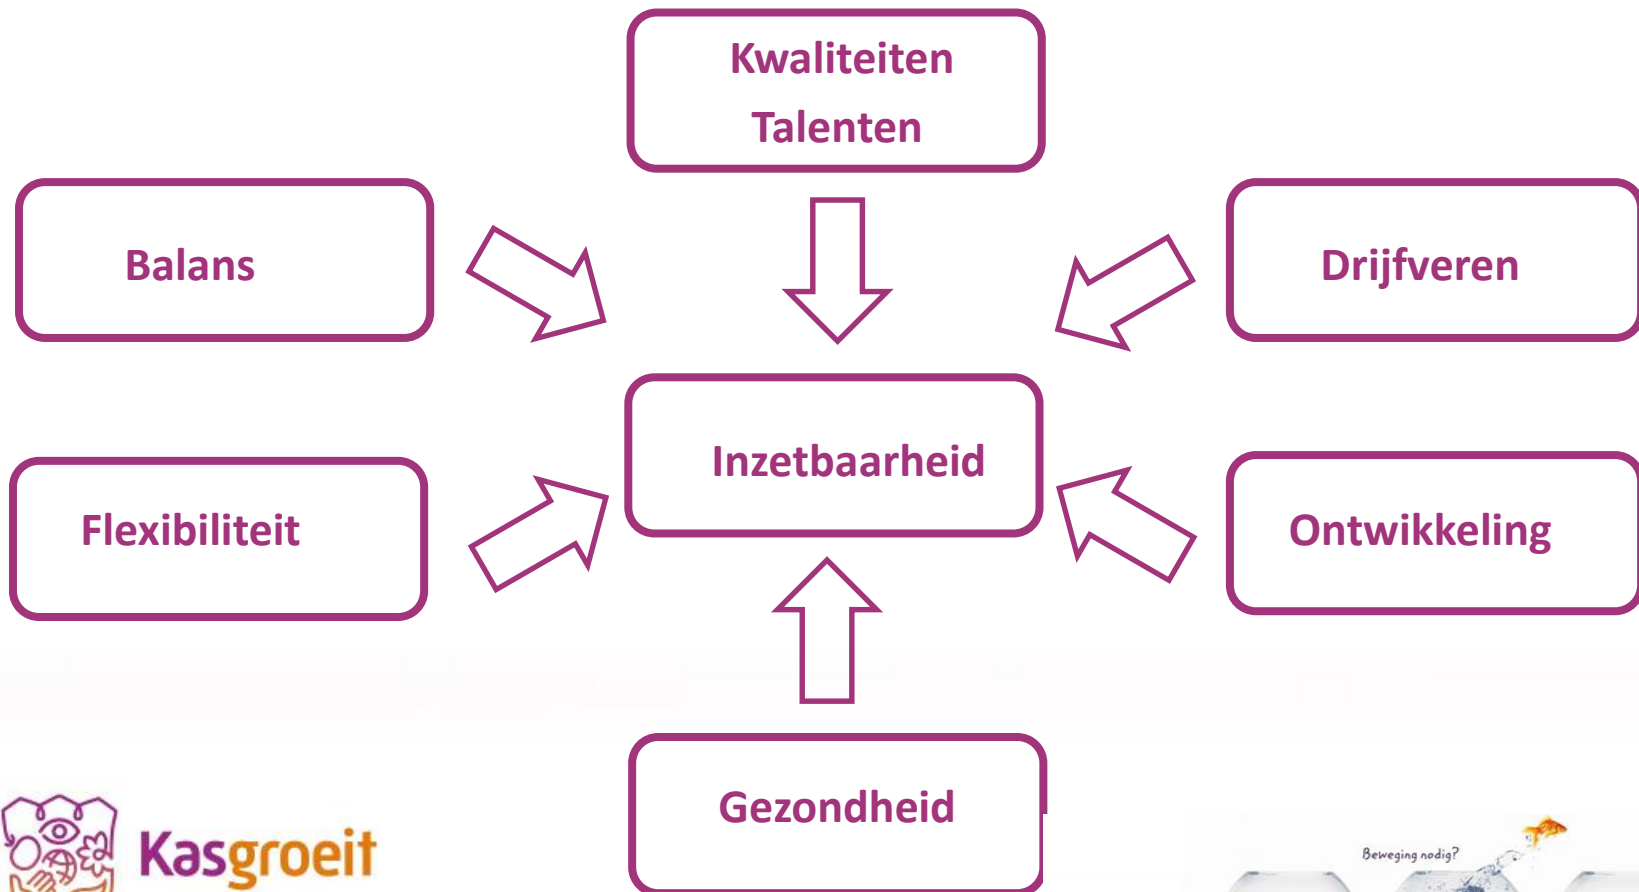 Kwaliteiten
Talenten
Balans
Drijfveren
Inzetbaarheid
Flexibiliteit
Ontwikkeling
Gezondheid
Kasgroeit
Beweging nodig?